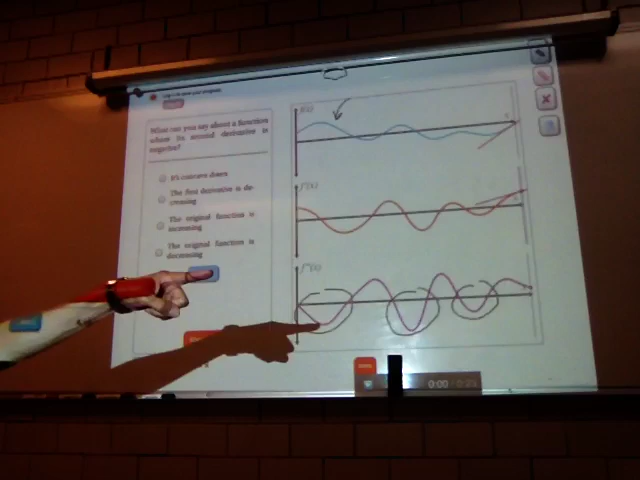 What can you say about a function
when its second derivative is
negative?
It's concave down
The first derivative is de-
creasing
The original function is
increasing
The original function is
decreasing
f(x)
f'(x)
f''(x)
0:00